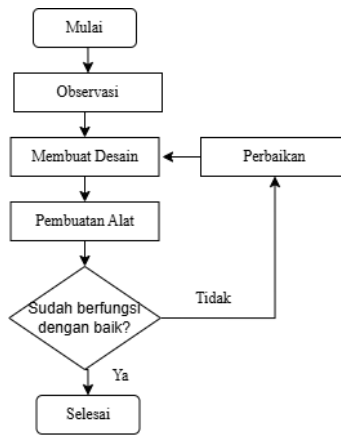 Mulai
Observasi
Membuat Desain
Perbaikan
Pembuatan Alat
Sudah berfungsi
dengan baik?
Tidak
Ya
Selesai